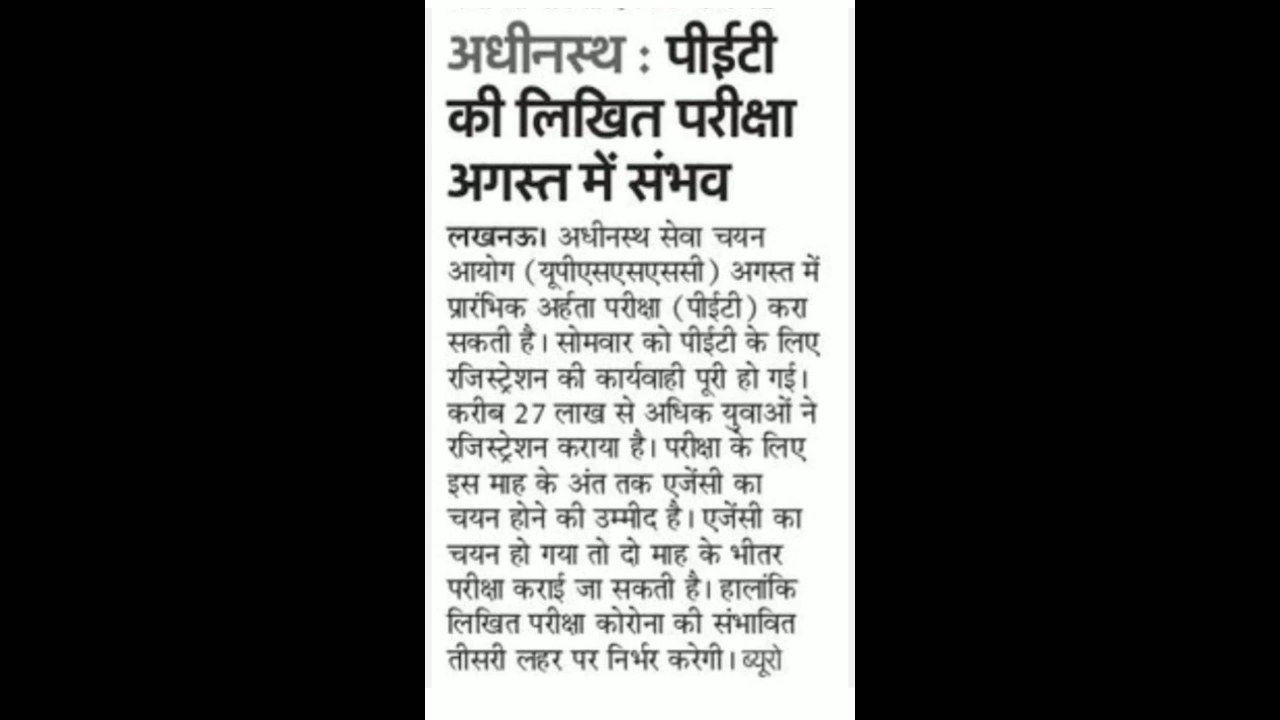 अधीनस्थ : पीईटी
की लिखित परीक्षा
अगस्त में संभव
लखनऊ। अधीनस्थ सेवा चयन
आयोग (यूपीएसएसएससी) अगस्त में
प्रारंभिक अर्हता परीक्षा (पीईटी) करा
सकती है। सोमवार को पीईटी के लिए
रजिस्ट्रेशन की कार्यवाही पूरी हो गई।
करीब 27 लाख से अधिक युवाओं ने
रजिस्ट्रेशन कराया है। परीक्षा के लिए
इस माह के अंत तक एजेंसी का
चयन होने की उम्मीद है। एजेंसी का
चयन हो गया तो दो माह के भीतर
परीक्षा कराई जा सकती है। हालांकि
लिखित परीक्षा कोरोना की संभावित
तीसरी लहर पर निर्भर करेगी। ब्यूरो